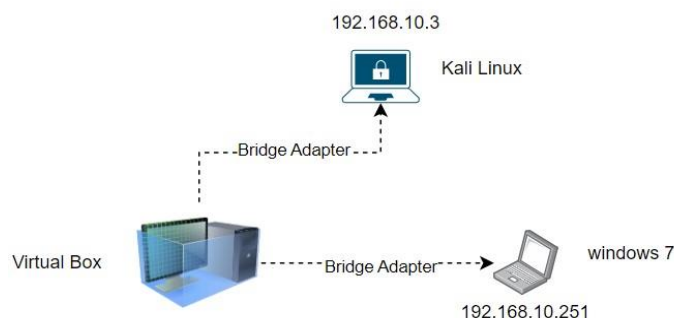 192.168.10.3
Kali Linux
Bridge Adapter
Virtual Box
Bridge Adapter
windows 7
192.168.10.251